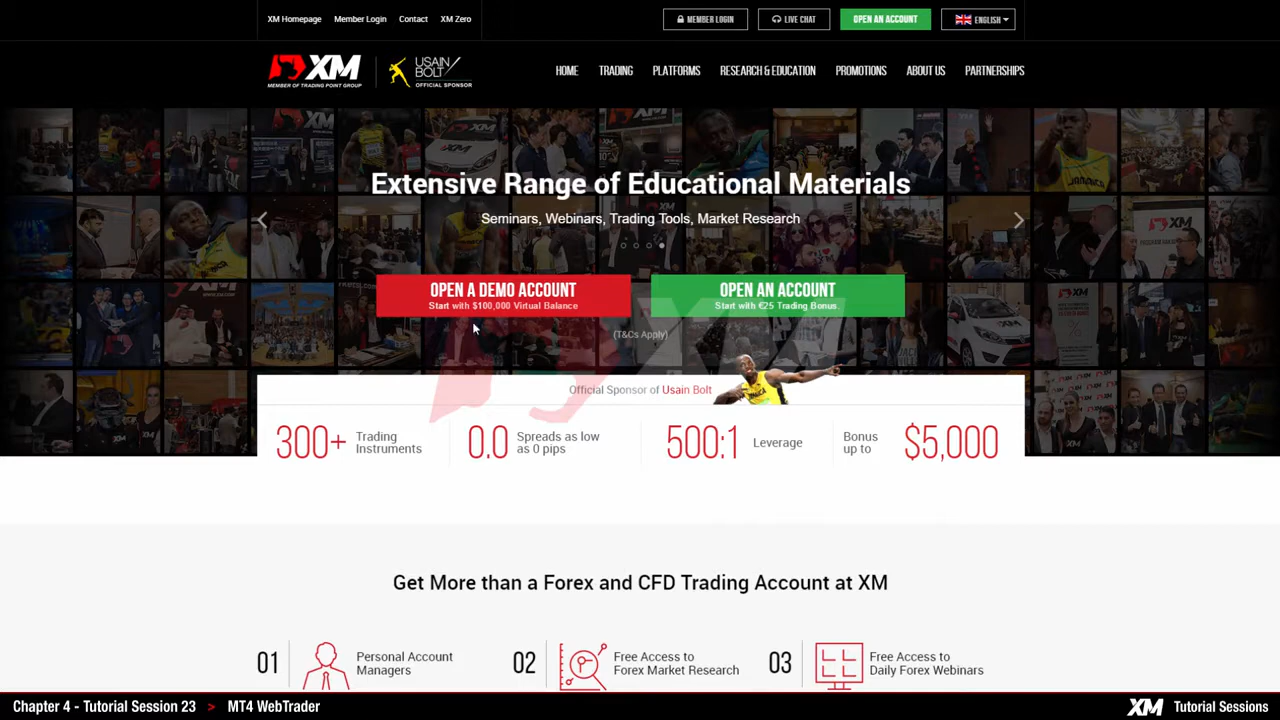 XM Homepage Member Login Contact XM Zero
MEMBER LOGIN LIVE CHAT OPEN AN ACCOUNT ENGLISH
XM
MEMBER OF TRADING POINT GROUP
USAIN
BOLT
OFFICIAL SPONSOR
HOME TRADING PLATFORMS RESEARCH & EDUCATION PROMOTIONS ABOUT US PARTNERSHIPS
Extensive Range of Educational Materials
Seminars, Webinars, Trading Tools, Market Research
OPEN A DEMO ACCOUNT
Start with $100,000 Virtual Balance
OPEN AN ACCOUNT
Start with €25 Trading Bonus.
(T&Cs Apply)
Official Sponsor of Usain Bolt
300+ Trading
Instruments
0.0 Spreads as low
as 0 pips
500:1 Leverage
Bonus
up to $5,000
Get More than a Forex and CFD Trading Account at XM
01 Personal Account
Managers
02 Free Access to
Forex Market Research
03 Free Access to
Daily Forex Webinars
Chapter 4 - Tutorial Session 23 > MT4 WebTrader
XM Tutorial Sessions